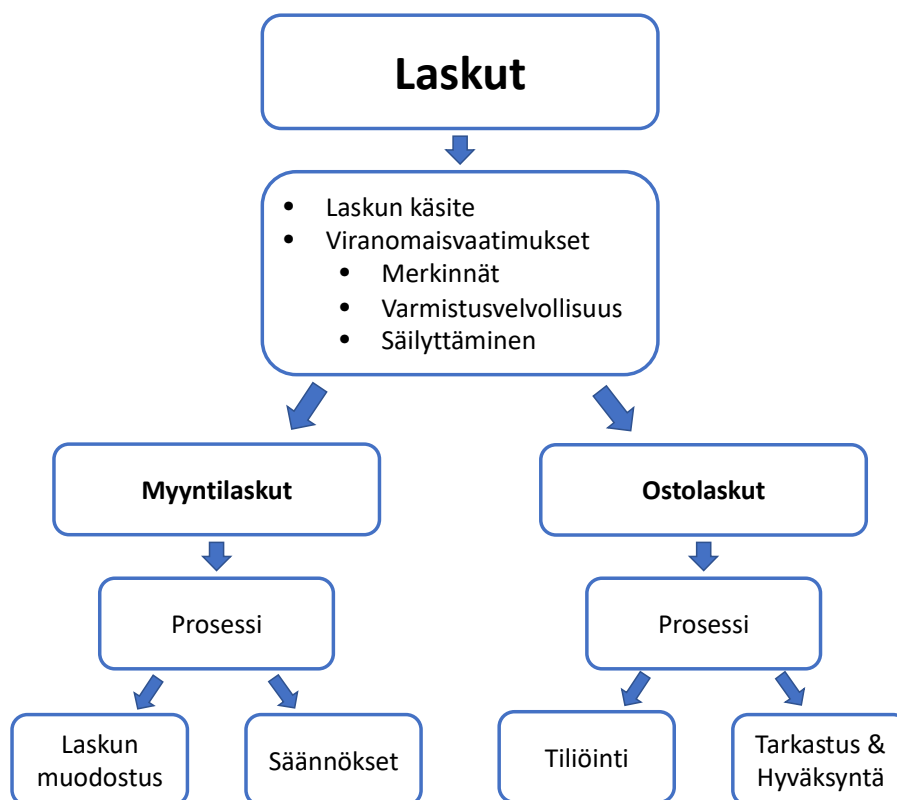 Laskut
• Laskun käsite
• Viranomaisvaatimukset
• Merkinnät
• Varmistusvelvollisuus
• Säilyttäminen
Myyntilaskut
Ostolaskut
Prosessi
Prosessi
Laskun
muodostus
Säännökset
Tiliöinti
Tarkastus &
Hyväksyntä